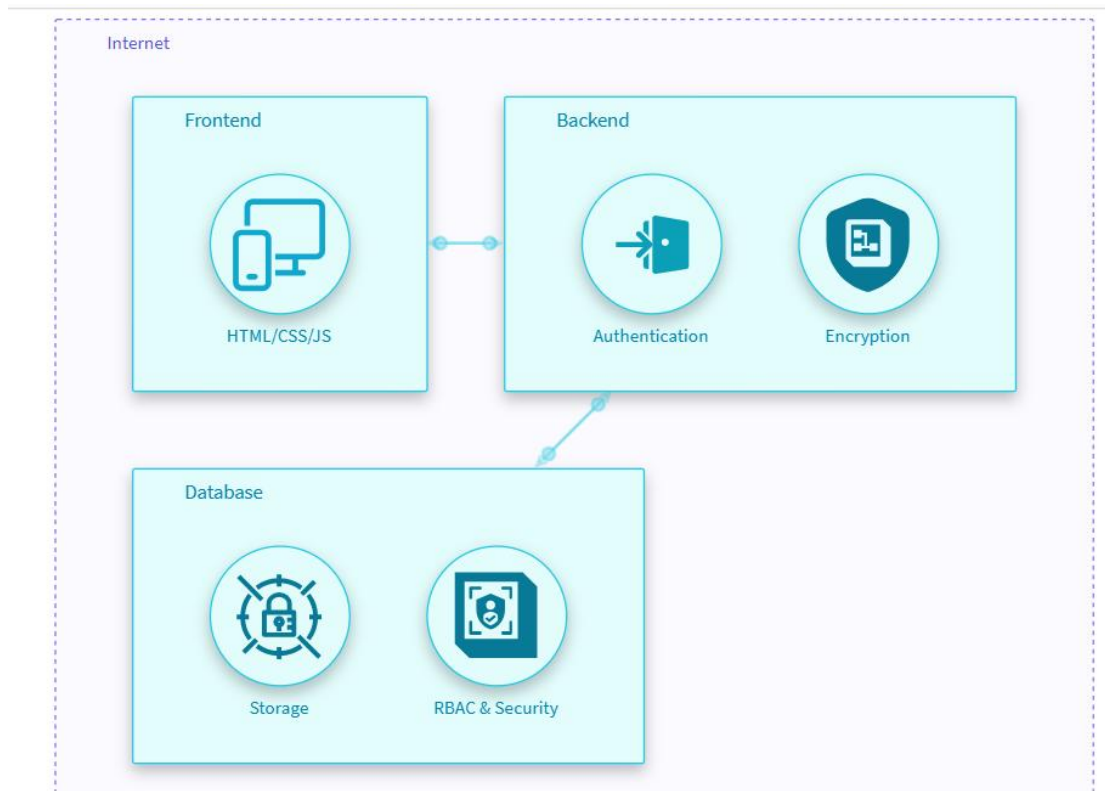 Internet
Frontend
Backend
HTML/CSS/JS
Authentication
Encryption
Database
Storage
RBAC & Security